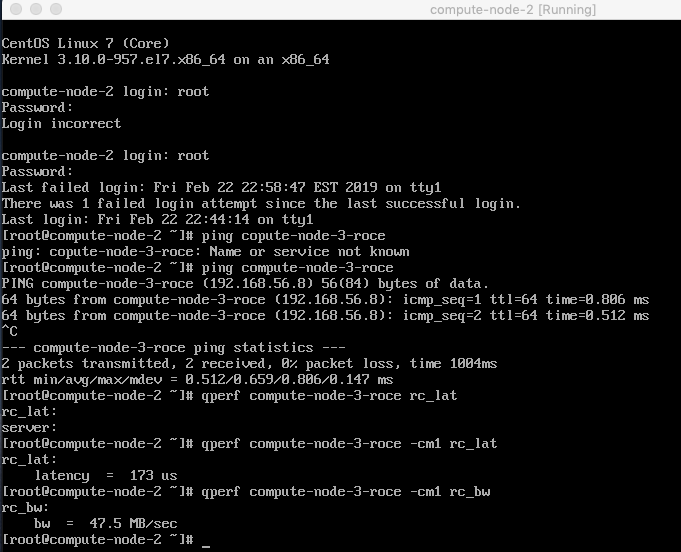 compute-node-2 [Running]
CentOS Linux 7 (Core)
Kernel 3.10.0-957.el7.x86_64 on an x86_64
compute-node-2 login: root
Password:
Login incorrect
compute-node-2 login: root
Password:
Last failed login: Fri Feb 22 22:58:47 EST 2019 on tty1
There was 1 failed login attempt since the last successful login.
Last login: Fri Feb 22 22:44:14 on tty1
[root@compute-node-2 ~]# ping copute-node-3-roce
ping: copute-node-3-roce: Name or service not known
[root@compute-node-2 ~]# ping compute-node-3-roce
PING compute-node-3-roce (192.168.56.8) 56(84) bytes of data.
64 bytes from compute-node-3-roce (192.168.56.8): icmp_seq=1 ttl=64 time=0.806 ms
64 bytes from compute-node-3-roce (192.168.56.8): icmp_seq=2 ttl=64 time=0.512 ms
^C
--- compute-node-3-roce ping statistics ---
2 packets transmitted, 2 received, 0% packet loss, time 1004ms
rtt min/avg/max/mdev = 0.512/0.659/0.806/0.147 ms
[root@compute-node-2 ~]# qperf compute-node-3-roce rc_lat
rc_lat:
server:
[root@compute-node-2 ~]# qperf compute-node-3-roce -cm1 rc_lat
rc_lat:
    latency  =  173 us
[root@compute-node-2 ~]# qperf compute-node-3-roce -cm1 rc_bw
rc_bw:
    bw  =  47.5 MB/sec
[root@compute-node-2 ~]# _